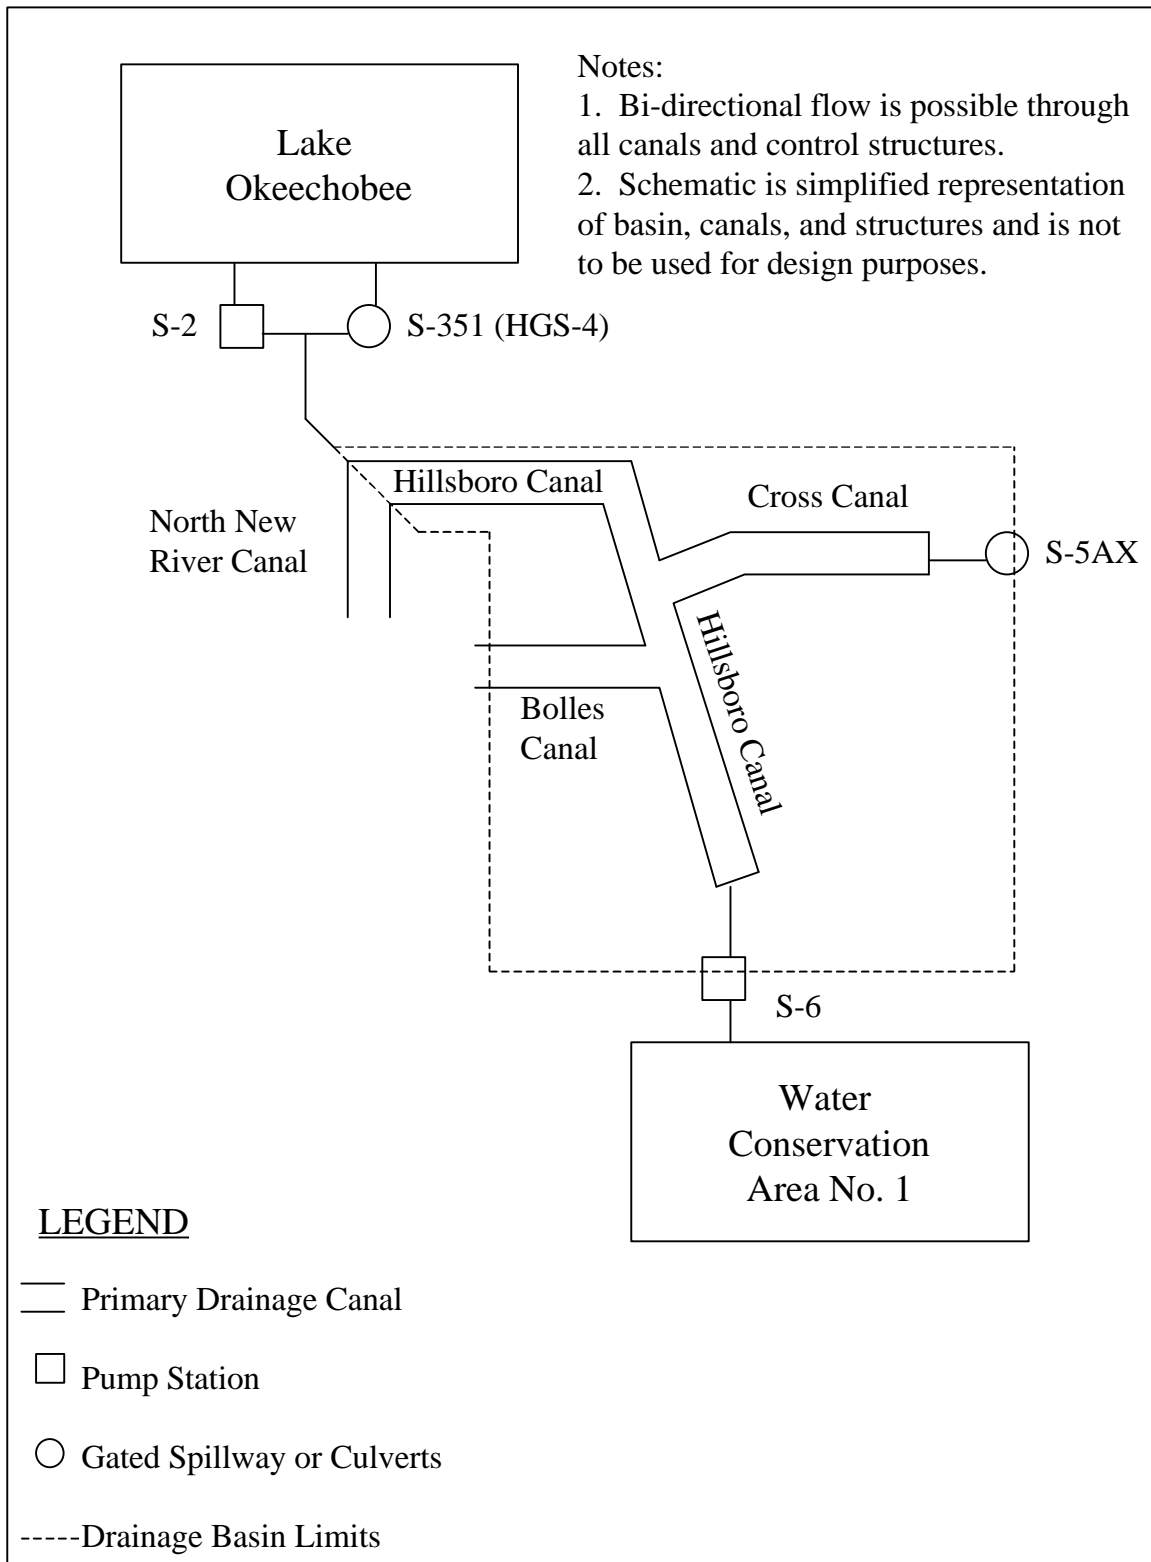 Lake
Okeechobee
Notes:
1. Bi-directional flow is possible through
all canals and control structures.
2. Schematic is simplified representation
of basin, canals, and structures and is not
to be used for design purposes.
S-2
S-351 (HGS-4)
Hillsboro Canal
Cross Canal
North New
River Canal
S-5AX
Hillsboro Canal
Bolles
Canal
S-6
Water
Conservation
Area No. 1
LEGEND
Primary Drainage Canal
Pump Station
Gated Spillway or Culverts
Drainage Basin Limits